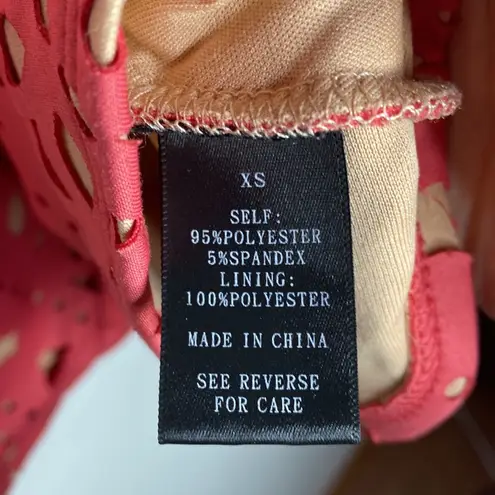 XS
SELF:
95%POLYESTER
5%SPANDEX
LINING:
100%POLYESTER
MADE IN CHINA
SEE REVERSE
FOR CARE